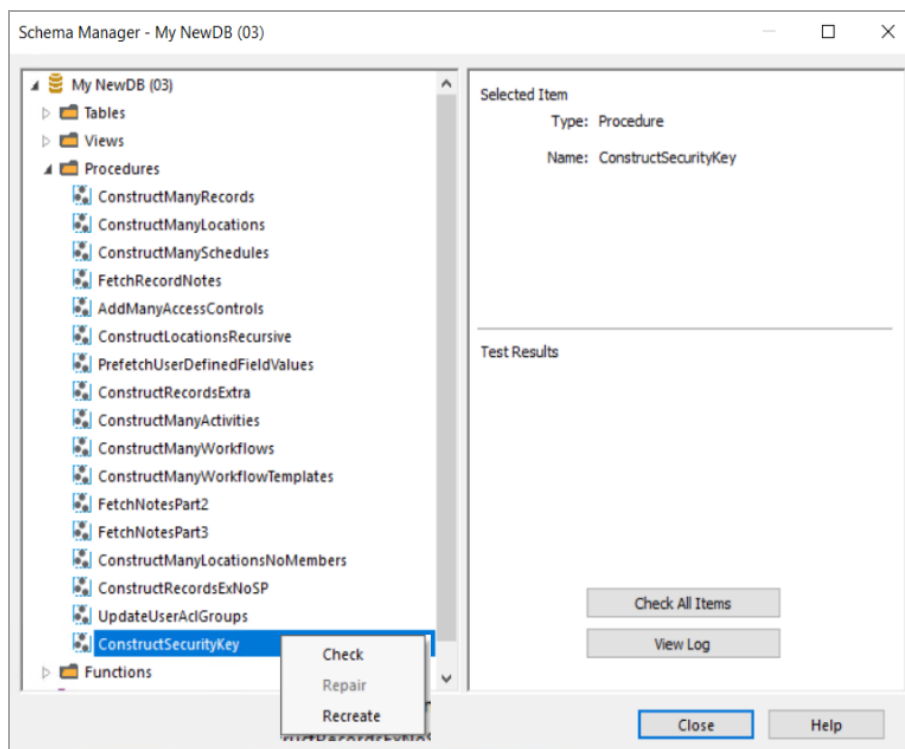 Schema Manager - My NewDB (03)
My NewDB (03)
Tables
Views
Procedures
ConstructManyRecords
ConstructManyLocations
ConstructManySchedules
FetchRecordNotes
AddManyAccessControls
ConstructLocationsRecursive
PrefetchUserDefinedFieldValues
ConstructRecordsExtra
ConstructManyActivities
ConstructManyWorkflows
ConstructManyWorkflowTemplates
FetchNotesPart2
FetchNotesPart3
ConstructManyLocationsNoMembers
ConstructRecordsExNoSP
UpdateUserAclGroups
ConstructSecurityKey
Functions
Check
Repair
Recreate
Selected Item
Type: Procedure
Name: ConstructSecurityKey
Test Results
Check All Items
View Log
Close
Help